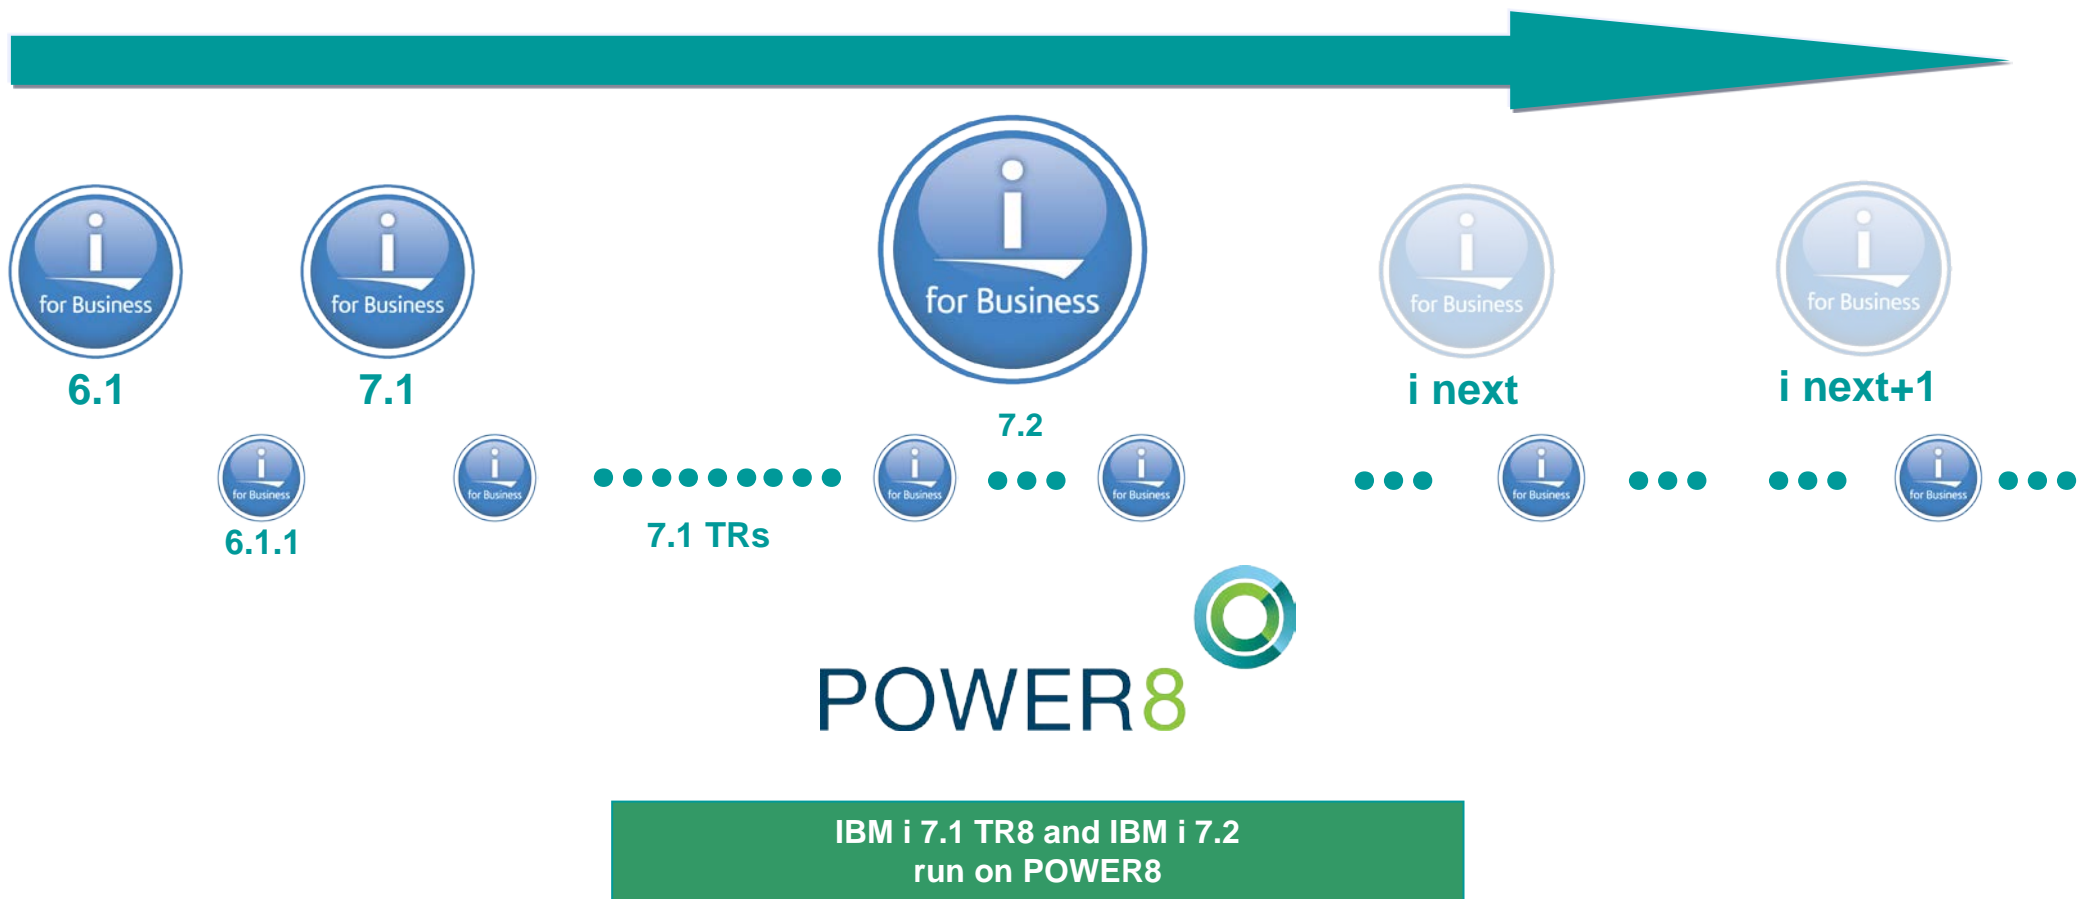 i
for Business
i
for Business
i
for Business
i
for Business
i
for Business
6.1
7.1
7.2
i next
i next+1
i
for Business
i
for Business
i
for Business
i
for Business
i
for Business
i
for Business
6.1.1
7.1 TRs
POWER8
IBM i 7.1 TR8 and IBM i 7.2
run on POWER8